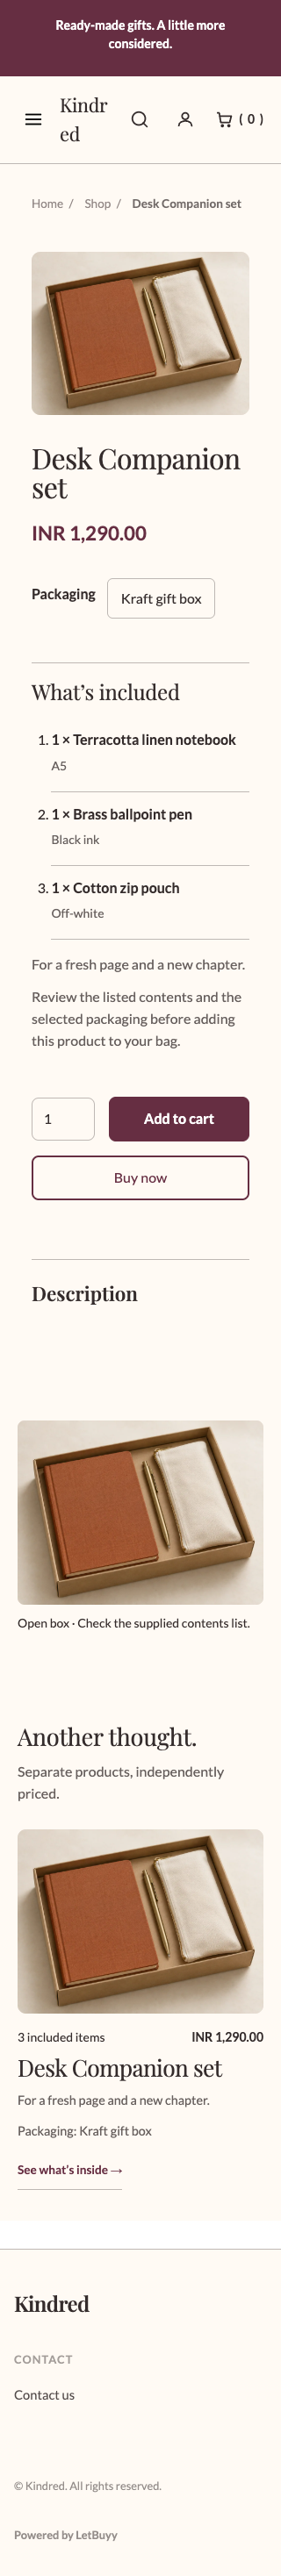 Ready-made gifts. A little more
considered.
Kindr
ed
( 0 )
Home / Shop / Desk Companion set
Desk Companion
set
INR 1,290.00
Packaging
Kraft gift box
What's included
1. 1 × Terracotta linen notebook
A5
2. 1 × Brass ballpoint pen
Black ink
3. 1 × Cotton zip pouch
Off-white
For a fresh page and a new chapter.
Review the listed contents and the
selected packaging before adding
this product to your bag.
1
Add to cart
Buy now
Description
Open box · Check the supplied contents list.
Another thought.
Separate products, independently
priced.
3 included items
INR 1,290.00
Desk Companion set
For a fresh page and a new chapter.
Packaging: Kraft gift box
See what's inside →
Kindred
CONTACT
Contact us
© Kindred. All rights reserved.
Powered by LetBuyy